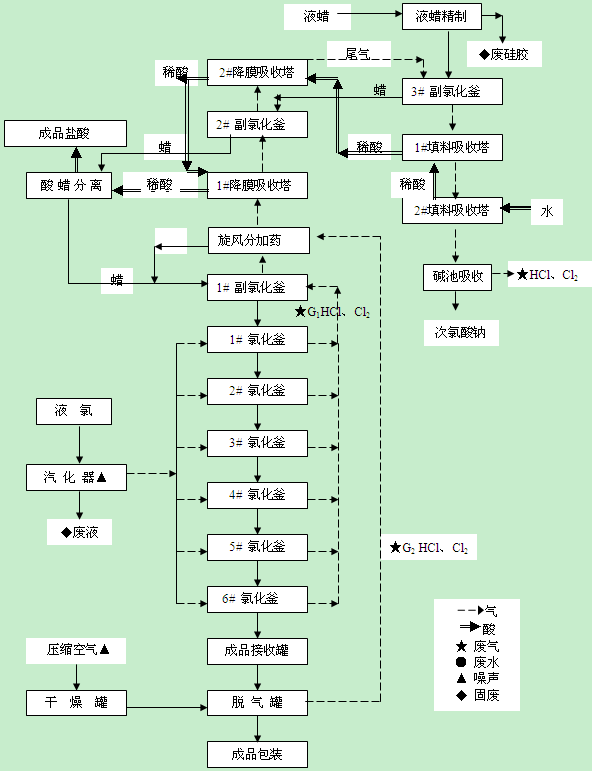 液蜡
液蜡精制
◆废硅胶
尾气
稀酸
2#降膜吸收塔
蜡
3# 副氯化釜
成品盐酸
2# 副氯化釜
蜡
稀酸
1#填料吸收塔
酸 蜡 分 离
稀酸
1#降膜吸收塔
稀酸
2#填料吸收塔
水
旋风分加药
蜡
1# 副氯化釜
碱池吸收
★HCl、Cl2
★G1HCl、Cl2
次氯酸钠
1# 氯化釜
2# 氯化釜
液 氯
3# 氯化釜
汽 化 器▲
4# 氯化釜
◆废液
5# 氯化釜
★G2 HCl、Cl2
6# 氯化釜
气
酸
★ 废气
● 废水
▲噪声
◆ 固废
压缩空气▲
成品接收罐
干 燥 罐
脱 气 罐
成品包装